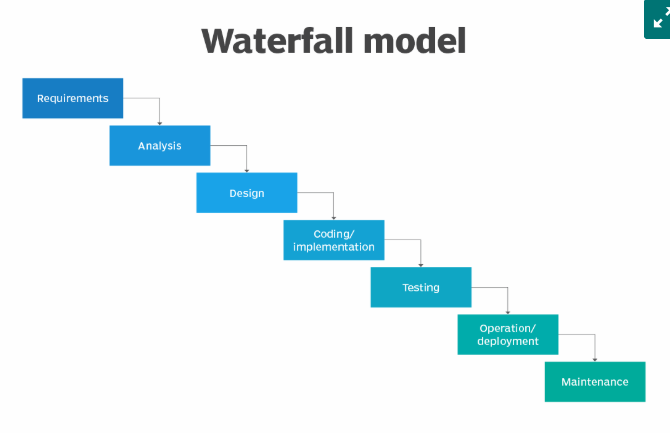 Waterfall model
Requirements
Analysis
Design
Coding/
implementation
Testing
Operation/
deployment
Maintenance